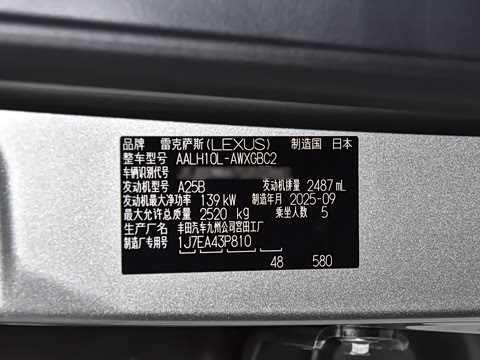 品牌 雷克萨斯(LEXUS) 制造国 日本
整车型号 AALH10L-AWXGBC2
车辆识别代号
发动机型号 A25B 发动机排量 2487 mL
发动机最大净功率 139 kW 制造年月 2025-09
最大允许总质量 2520 kg 乘坐人数 5
生产厂名 丰田汽车九州公司宫田工厂
制造厂专用号 1J7EA43P810
48 580